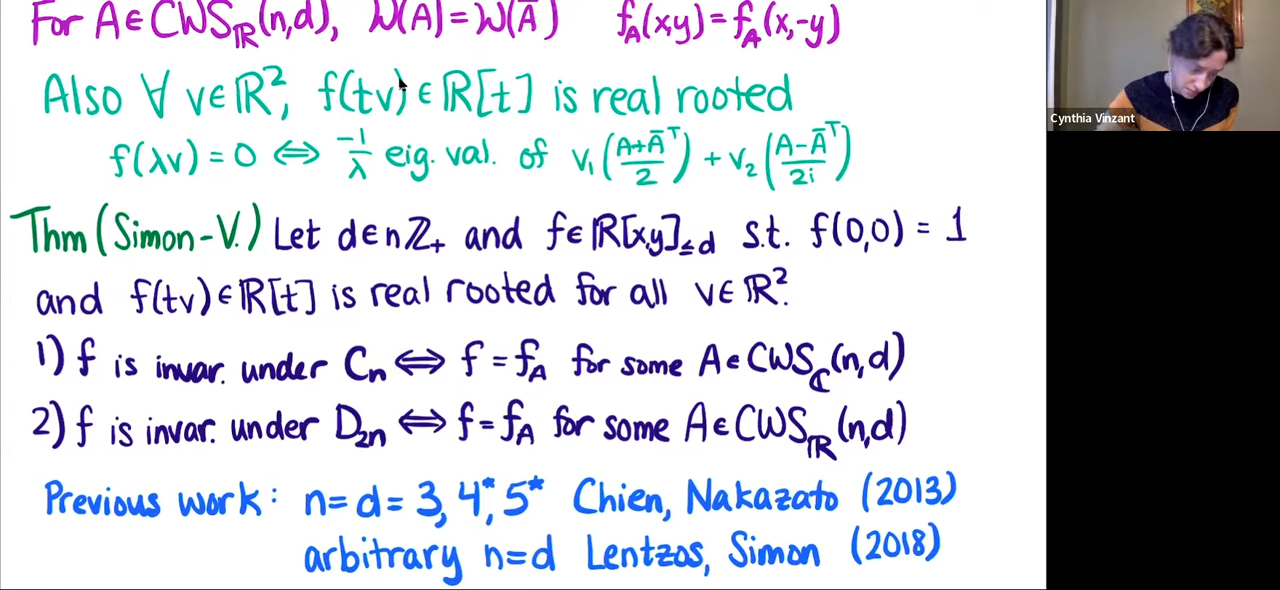 For A∈CWS_ℝ(n,d), W(A)=W(Ā) f_A(x,y)=f_A(x,-y)
Also ∀ v∈ℝ², f(tv)∈ℝ[t] is real rooted
f(λv)=0 ⇔ -1/λ eig. val. of v₁((A+Ā^T)/2) + v₂((A-Ā^T)/2i)
Thm (Simon-V.) Let d∈nℤ₊ and f∈ℝ[x,y]_≤d s.t. f(0,0) = 1
and f(tv)∈ℝ[t] is real rooted for all v∈ℝ².
1) f is invar. under Cₙ ⇔ f = f_A for some A∈CWS_ℂ(n,d)
2) f is invar. under D₂ₙ ⇔ f = f_A for some A∈CWS_ℝ(n,d)
Previous work: n=d=3, 4*, 5* Chien, Nakazato (2013)
arbitrary n=d Lentzos, Simon (2018)
Cynthia Vinzant